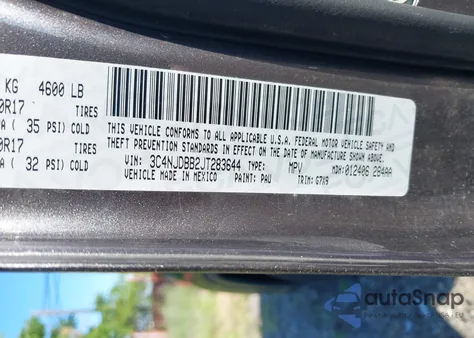 KG 4600 LB
0R17 TIRES
A ( 35 PSI) COLD
0R17 TIRES
A ( 32 PSI) COLD
THIS VEHICLE CONFORMS TO ALL APPLICABLE U.S.A. FEDERAL MOTOR VEHICLE SAFETY AND
THEFT PREVENTION STANDARDS IN EFFECT ON THE DATE OF MANUFACTURE SHOWN ABOVE.
VIN: 3C4NJDBB2JT283644 TYPE: MPV MDH: 012406 284AA
VEHICLE MADE IN MEXICO PAINT: PAU TRIM: G7X9
autoSnap